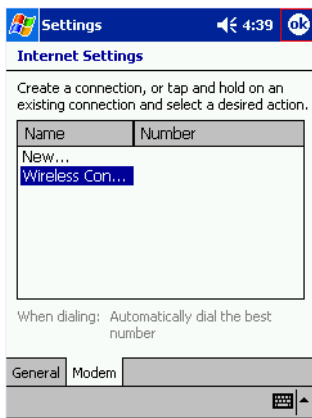 Settings 4:39 ok
Internet Settings
Create a connection, or tap and hold on an
existing connection and select a desired action.
Name Number
New...
Wireless Con...
When dialing: Automatically dial the best
number
General Modem